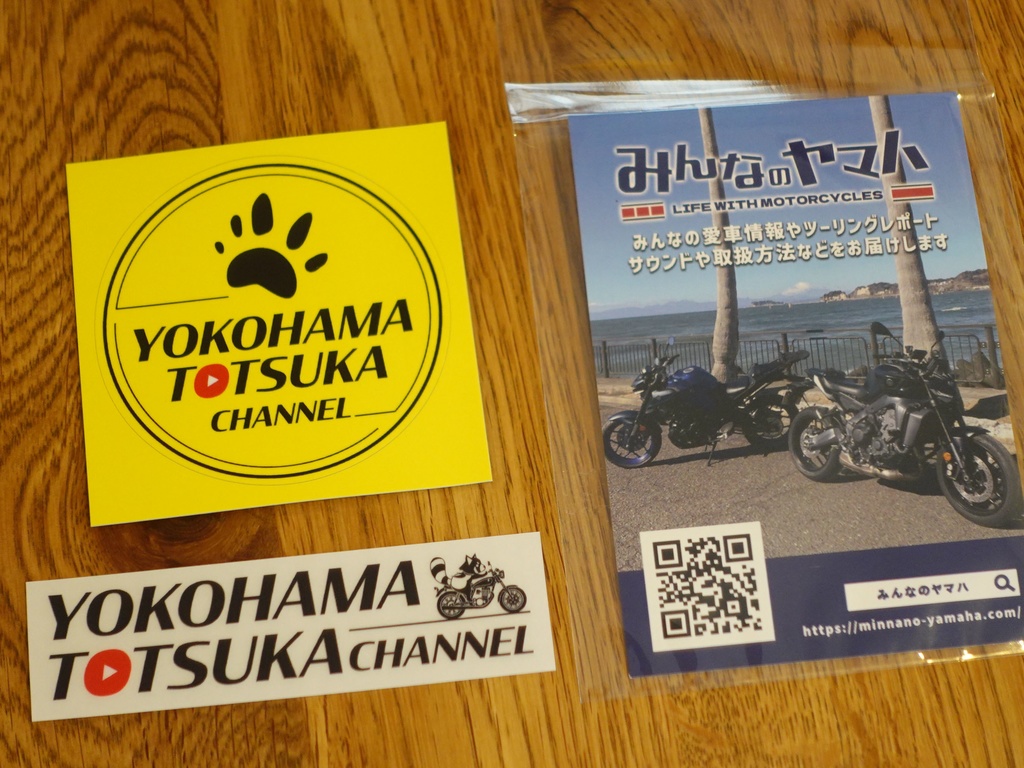 YOKOHAMA
TOTSUKA
CHANNEL
YOKOHAMA
TOTSUKA CHANNEL
みんなのヤマハ
LIFE WITH MOTORCYCLES
みんなの愛車情報やツーリングレポート
サウンドや取扱方法などをお届けします
みんなのヤマハ
https://minnano-yamaha.com/